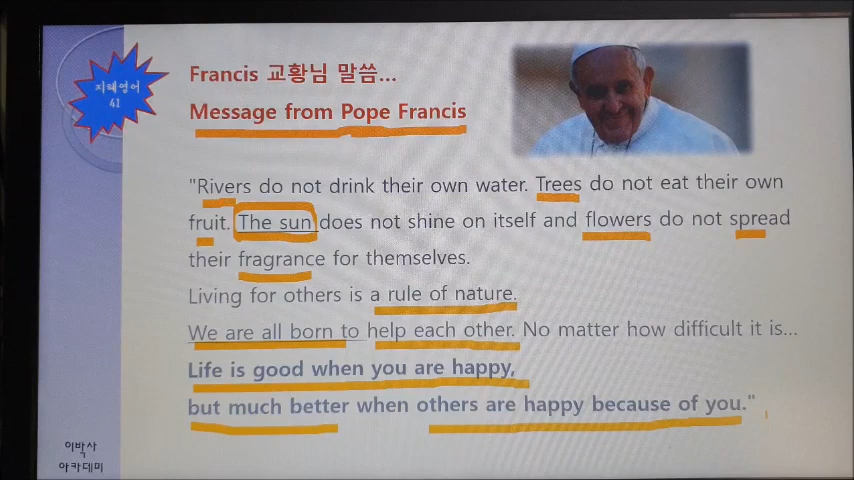 지혜영어
41
Francis 교황님 말씀...
Message from Pope Francis
"Rivers do not drink their own water. Trees do not eat their own
fruit. The sun does not shine on itself and flowers do not spread
their fragrance for themselves.
Living for others is a rule of nature.
We are all born to help each other. No matter how difficult it is...
Life is good when you are happy,
but much better when others are happy because of you."
이박사
아카데미